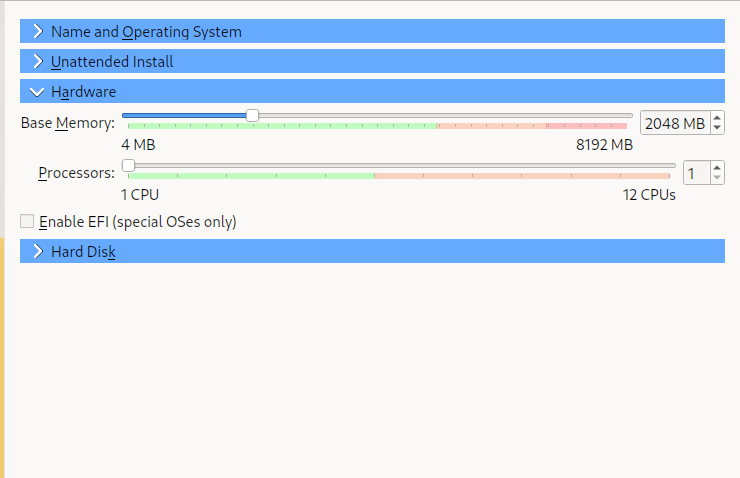 Name and Operating System
Unattended Install
Hardware
Base Memory: 2048 MB
4 MB 8192 MB
Processors: 1
1 CPU 12 CPUs
Enable EFI (special OSes only)
Hard Disk